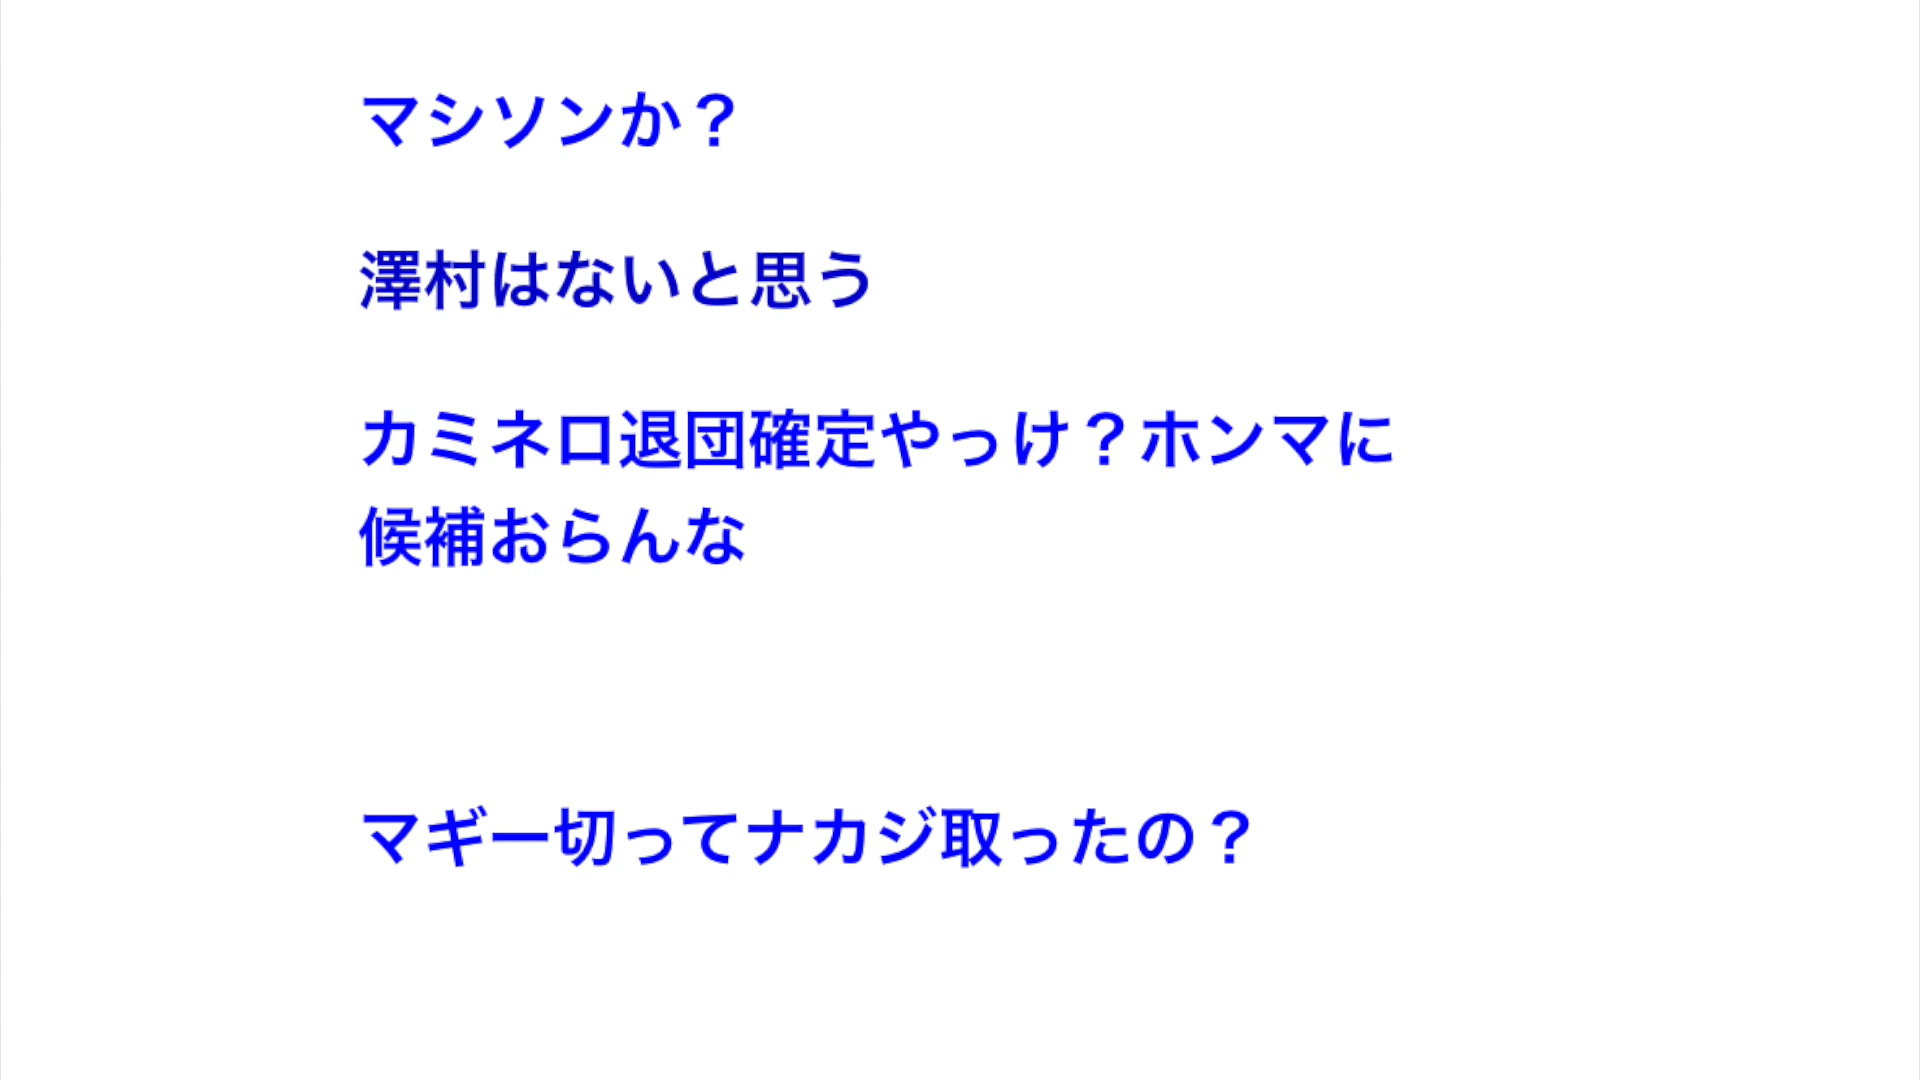 マシソンか？
澤村はないと思う
カミネロ退団確定やっけ？ホンマに
候補おらんな
マギー切ってナカジ取ったの？